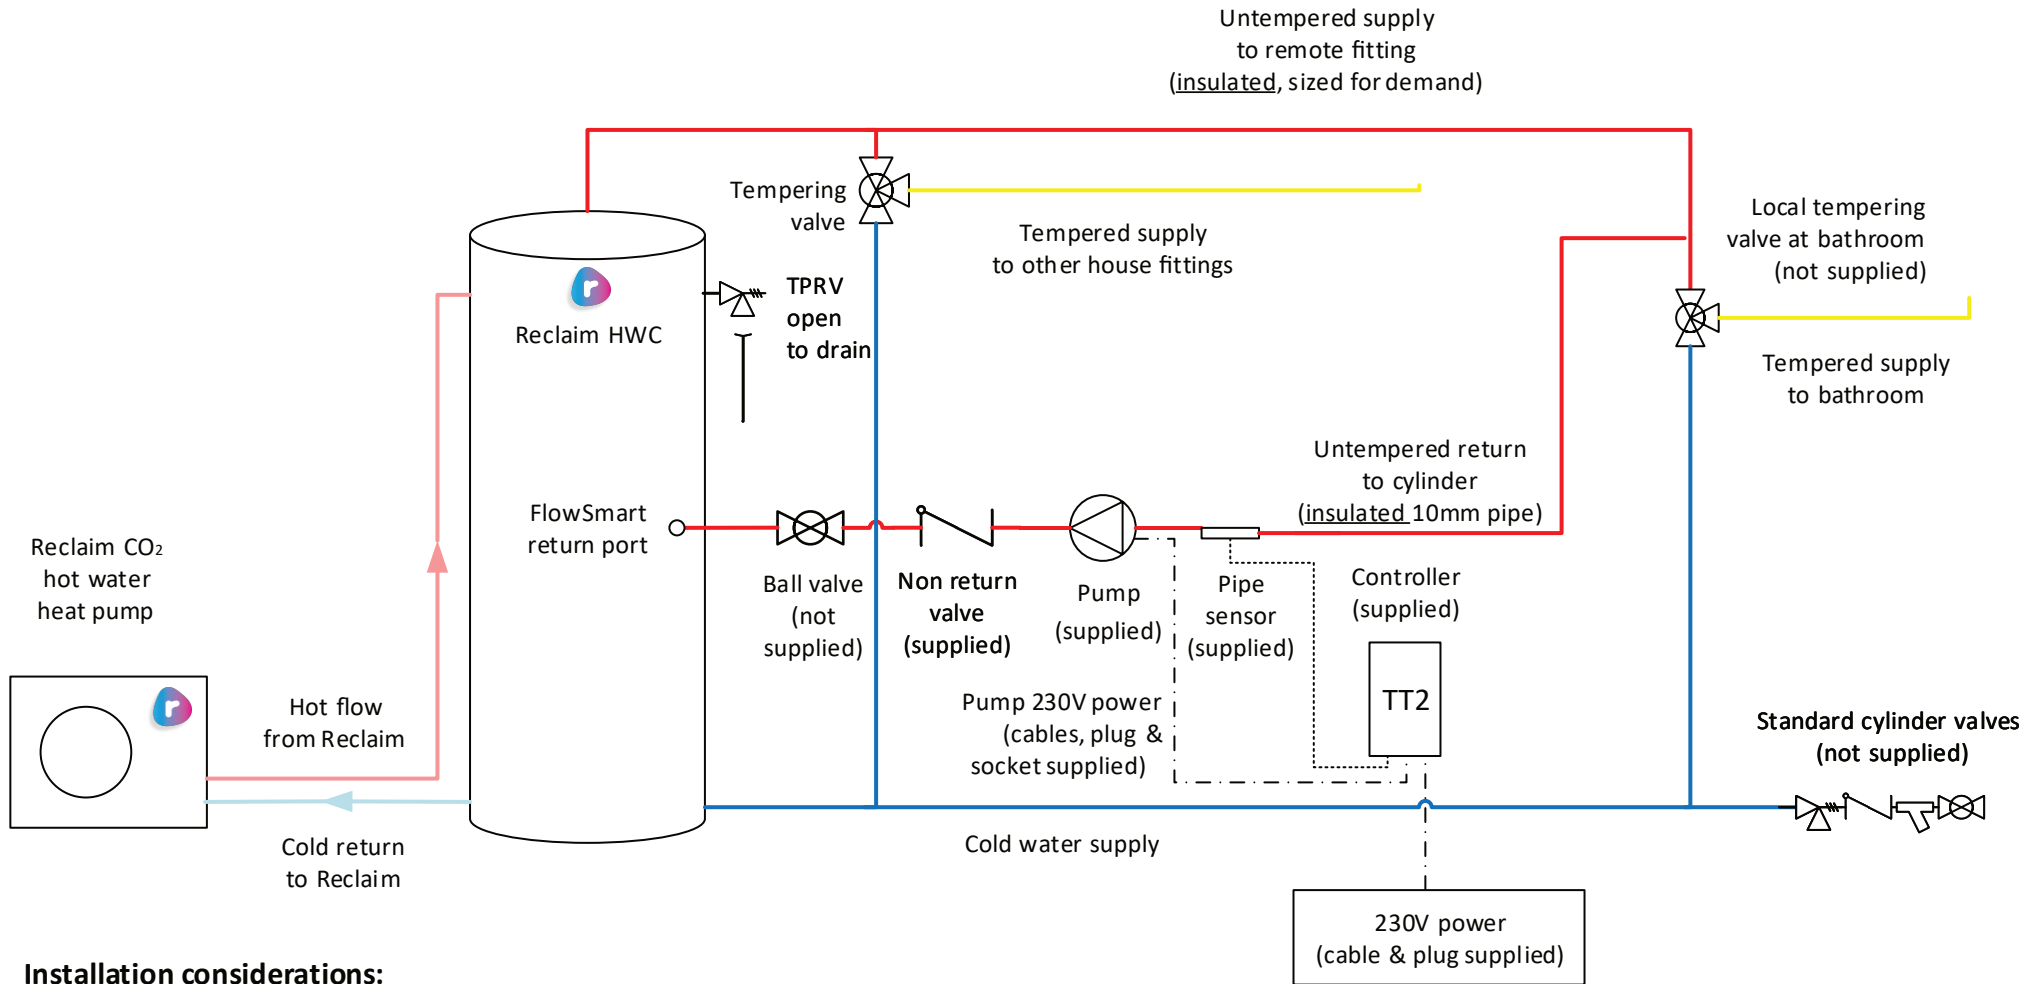 Untempered supply
to remote fitting
(insulated, sized for demand)
Tempering
valve
Tempered supply
to other house fittings
Local tempering
valve at bathroom
(not supplied)
Tempered supply
to bathroom
r
Reclaim HWC
TPRV
open
to drain
FlowSmart
return port
Untempered return
to cylinder
(insulated 10mm pipe)
Reclaim CO₂
hot water
heat pump
Ball valve
(not
supplied)
Non return
valve
(supplied)
Pump
(supplied)
Pipe
sensor
(supplied)
Controller
(supplied)
TT2
r
Hot flow
from Reclaim
Pump 230V power
(cables, plug &
socket supplied)
Standard cylinder valves
(not supplied)
Cold return
to Reclaim
Cold water supply
230V power
(cable & plug supplied)
Installation considerations: